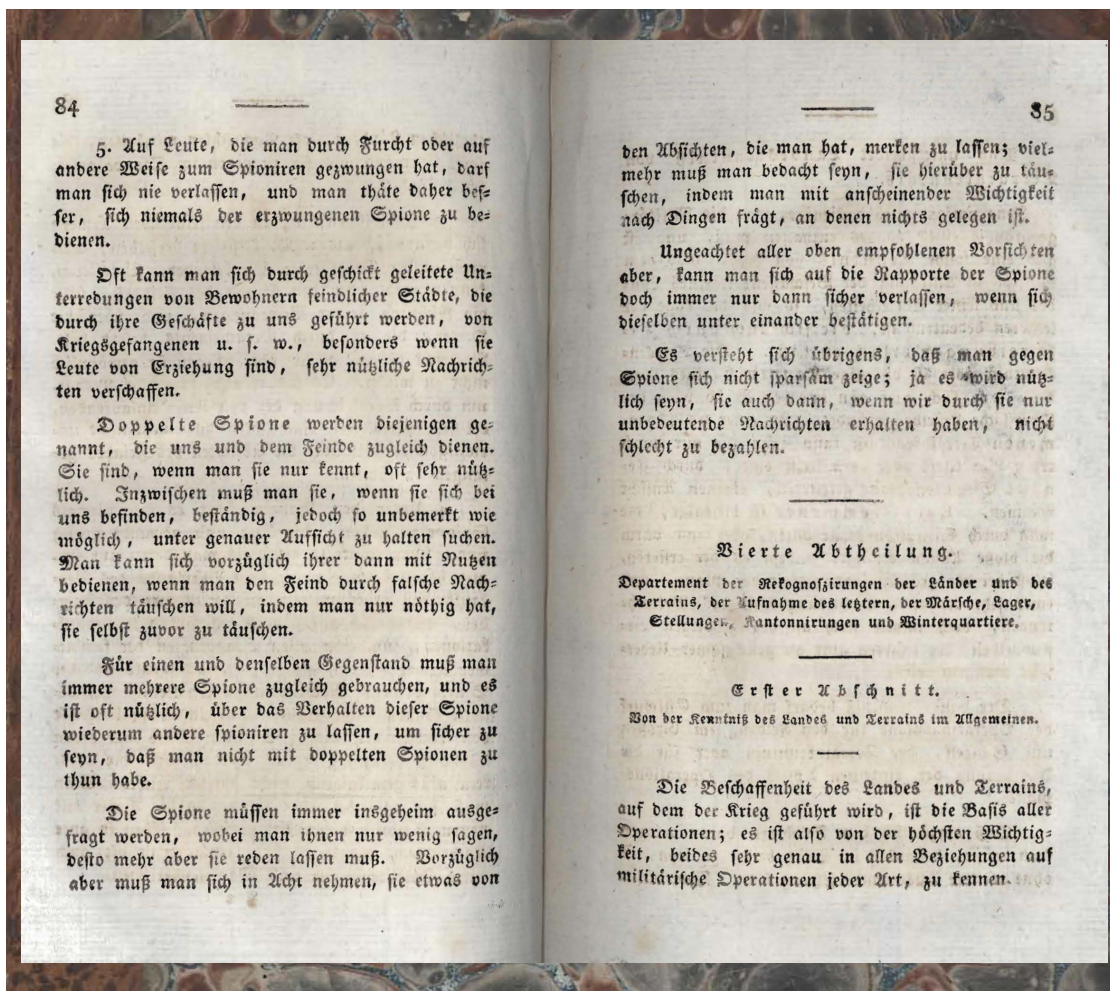 84
5. Auf Leute, die man durch Furcht oder auf
andere Weise zum Spioniren gezwungen hat, darf
man sich nie verlassen, und man thäte daher bes-
ser, sich niemals der erzwungenen Spione zu be-
dienen.
Oft kann man sich durch geschickt geleitete Un-
terredungen von Bewohnern feindlicher Städte, die
durch ihre Geschäfte zu uns geführt werden, von
Kriegsgefangenen u. s. w., besonders wenn sie
Leute von Erziehung sind, sehr nützliche Nachrich-
ten verschaffen.
Doppelte Spione werden diejenigen ge-
nannt, die uns und dem Feinde zugleich dienen.
Sie sind, wenn man sie nur kennt, oft sehr nütz-
lich. Inzwischen muß man sie, wenn sie sich bei
uns befinden, beständig, jedoch so unbemerkt wie
möglich, unter genauer Aufsicht zu halten suchen.
Man kann sich vorzüglich ihrer dann mit Nutzen
bedienen, wenn man den Feind durch falsche Nach-
richten täuschen will, indem man nur nöthig hat,
sie selbst zuvor zu täuschen.
Für einen und denselben Gegenstand muß man
immer mehrere Spione zugleich gebrauchen, und es
ist oft nützlich, über das Verhalten dieser Spione
wiederum andere spioniren zu lassen, um sicher zu
seyn, daß man nicht mit doppelten Spionen zu
thun habe.
Die Spione müssen immer insgeheim ausge-
fragt werden, wobei man ihnen nur wenig sagen,
desto mehr aber sie reden lassen muß. Vorzüglich
aber muß man sich in Acht nehmen, sie etwas von
85
den Absichten, die man hat, merken zu lassen; viel-
mehr muß man bedacht seyn, sie hierüber zu täu-
schen, indem man mit anscheinender Wichtigkeit
nach Dingen frägt, an denen nichts gelegen ist.
Ungeachtet aller oben empfohlenen Vorsichten
aber, kann man sich auf die Rapporte der Spione
doch immer nur dann sicher verlassen, wenn sich
dieselben unter einander bestätigen.
Es versteht sich übrigens, daß man gegen
Spione sich nicht sparsam zeige; ja es wird nütz-
lich seyn, sie auch dann, wenn wir durch sie nur
unbedeutende Nachrichten erhalten haben, nicht
schlecht zu bezahlen.
Vierte Abtheilung.
Departement der Rekognoszirungen der Länder und des
Terrains, der Aufnahme des letztern, der Märsche, Lager,
Stellungen, Kantonnirungen und Winterquartiere.
Erster Abschnitt.
Von der Kenntniß des Landes und Terrains im Allgemeinen.
Die Beschaffenheit des Landes und Terrains,
auf dem der Krieg geführt wird, ist die Basis aller
Operationen; es ist also von der höchsten Wichtig-
keit, beides sehr genau in allen Beziehungen auf
militärische Operationen jeder Art, zu kennen.